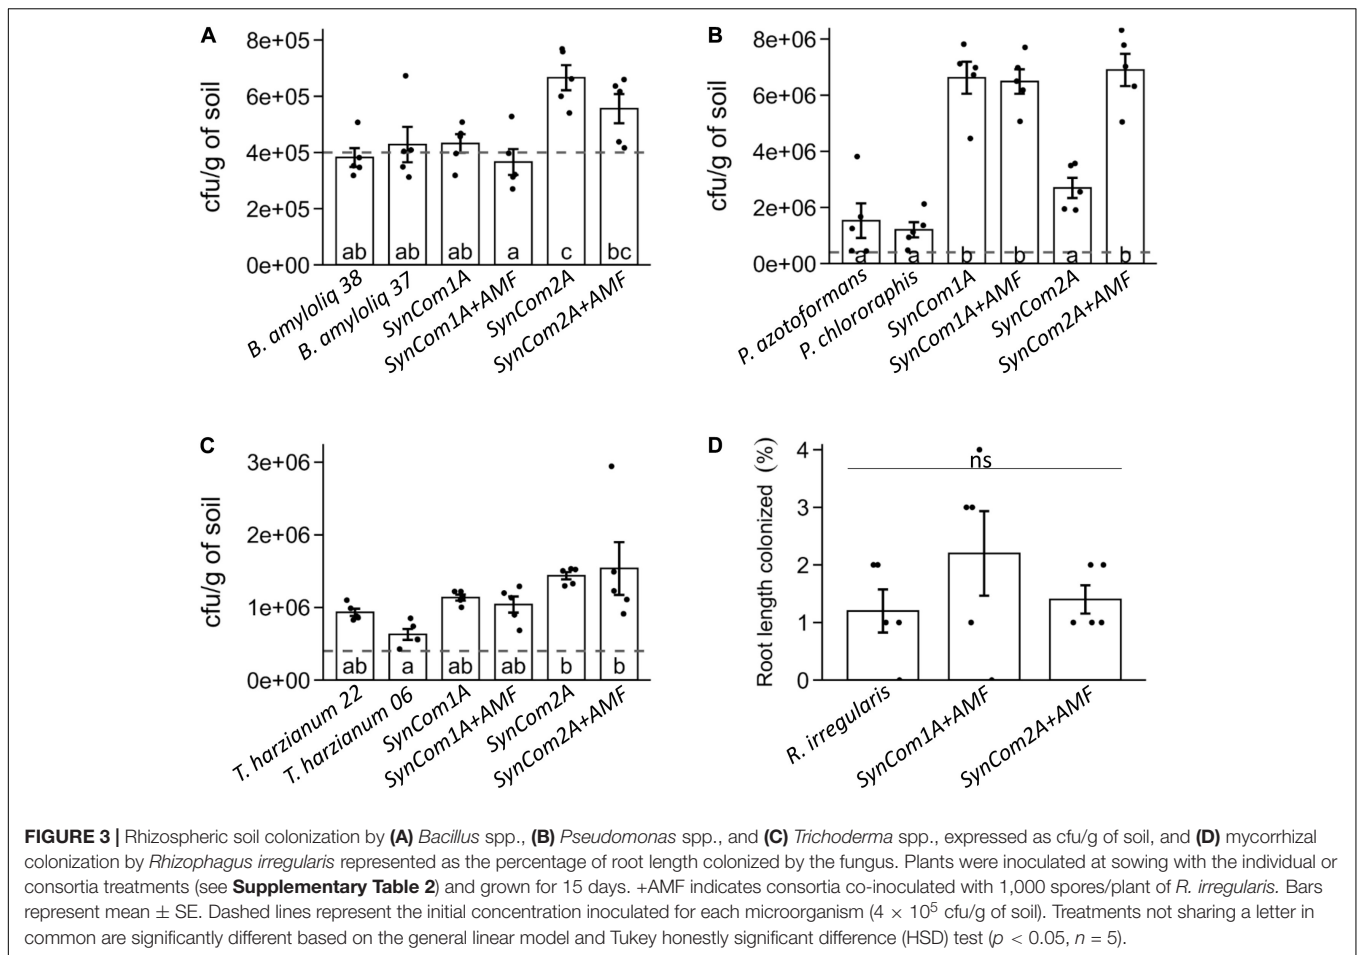 A
cfu/g of soil
8e+05
6e+05
4e+05
2e+05
0e+00
ab
ab
ab
a
c
bc
B. amyloliq 38
B. amyloliq 37
SynCom1A
SynCom1A+AMF
SynCom2A
SynCom2A+AMF
B
cfu/g of soil
8e+06
6e+06
4e+06
2e+06
0e+00
a
a
b
b
a
b
P. azotoformans
P. chlororaphis
SynCom1A
SynCom1A+AMF
SynCom2A
SynCom2A+AMF
C
cfu/g of soil
3e+06
2e+06
1e+06
0e+00
ab
a
ab
ab
b
b
T. harzianum 22
T. harzianum 06
SynCom1A
SynCom1A+AMF
SynCom2A
SynCom2A+AMF
D
Root length colonized (%)
4
3
2
1
0
ns
R. irregularis
SynCom1A+AMF
SynCom2A+AMF
FIGURE 3 | Rhizospheric soil colonization by (A) Bacillus spp., (B) Pseudomonas spp., and (C) Trichoderma spp., expressed as cfu/g of soil, and (D) mycorrhizal
colonization by Rhizophagus irregularis represented as the percentage of root length colonized by the fungus. Plants were inoculated at sowing with the individual or
consortia treatments (see Supplementary Table 2) and grown for 15 days. +AMF indicates consortia co-inoculated with 1,000 spores/plant of R. irregularis. Bars
represent mean ± SE. Dashed lines represent the initial concentration inoculated for each microorganism (4 × 10⁵ cfu/g of soil). Treatments not sharing a letter in
common are significantly different based on the general linear model and Tukey honestly significant difference (HSD) test (p < 0.05, n = 5).